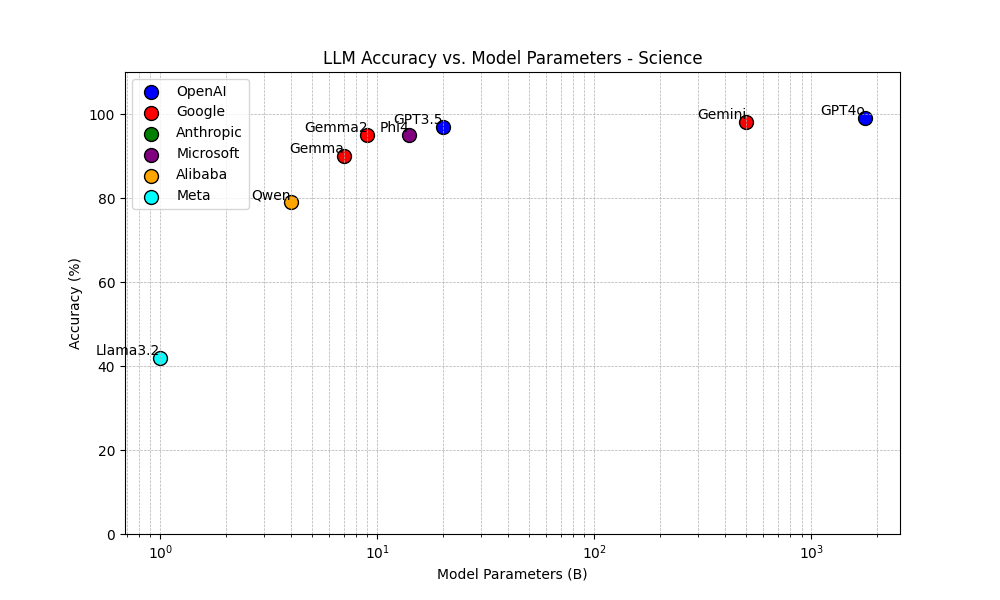 LLM Accuracy vs. Model Parameters - Science
OpenAI
Google
Anthropic
Microsoft
Alibaba
Meta
GPT4o
Gemini
GPT3.5
Phi4
Gemma2
Gemma
Qwen
Llama3.2
Accuracy (%)
100
80
60
40
20
0
10⁰
10¹
10²
10³
Model Parameters (B)